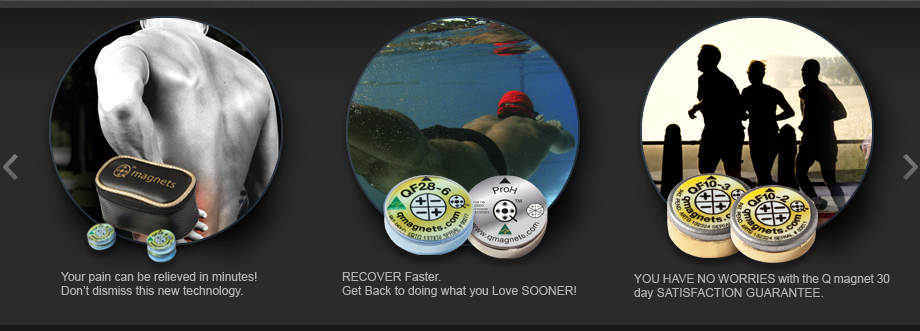 magnets
QF28-6
qmagnets.com
ProH
TM
www.qmagnets.com
QF10-3
qmagnets.com
QF10-2
qmagnets.com
Your pain can be relieved in minutes!
Don't dismiss this new technology.
RECOVER Faster.
Get Back to doing what you Love SOONER!
YOU HAVE NO WORRIES with the Q magnet 30
day SATISFACTION GUARANTEE.